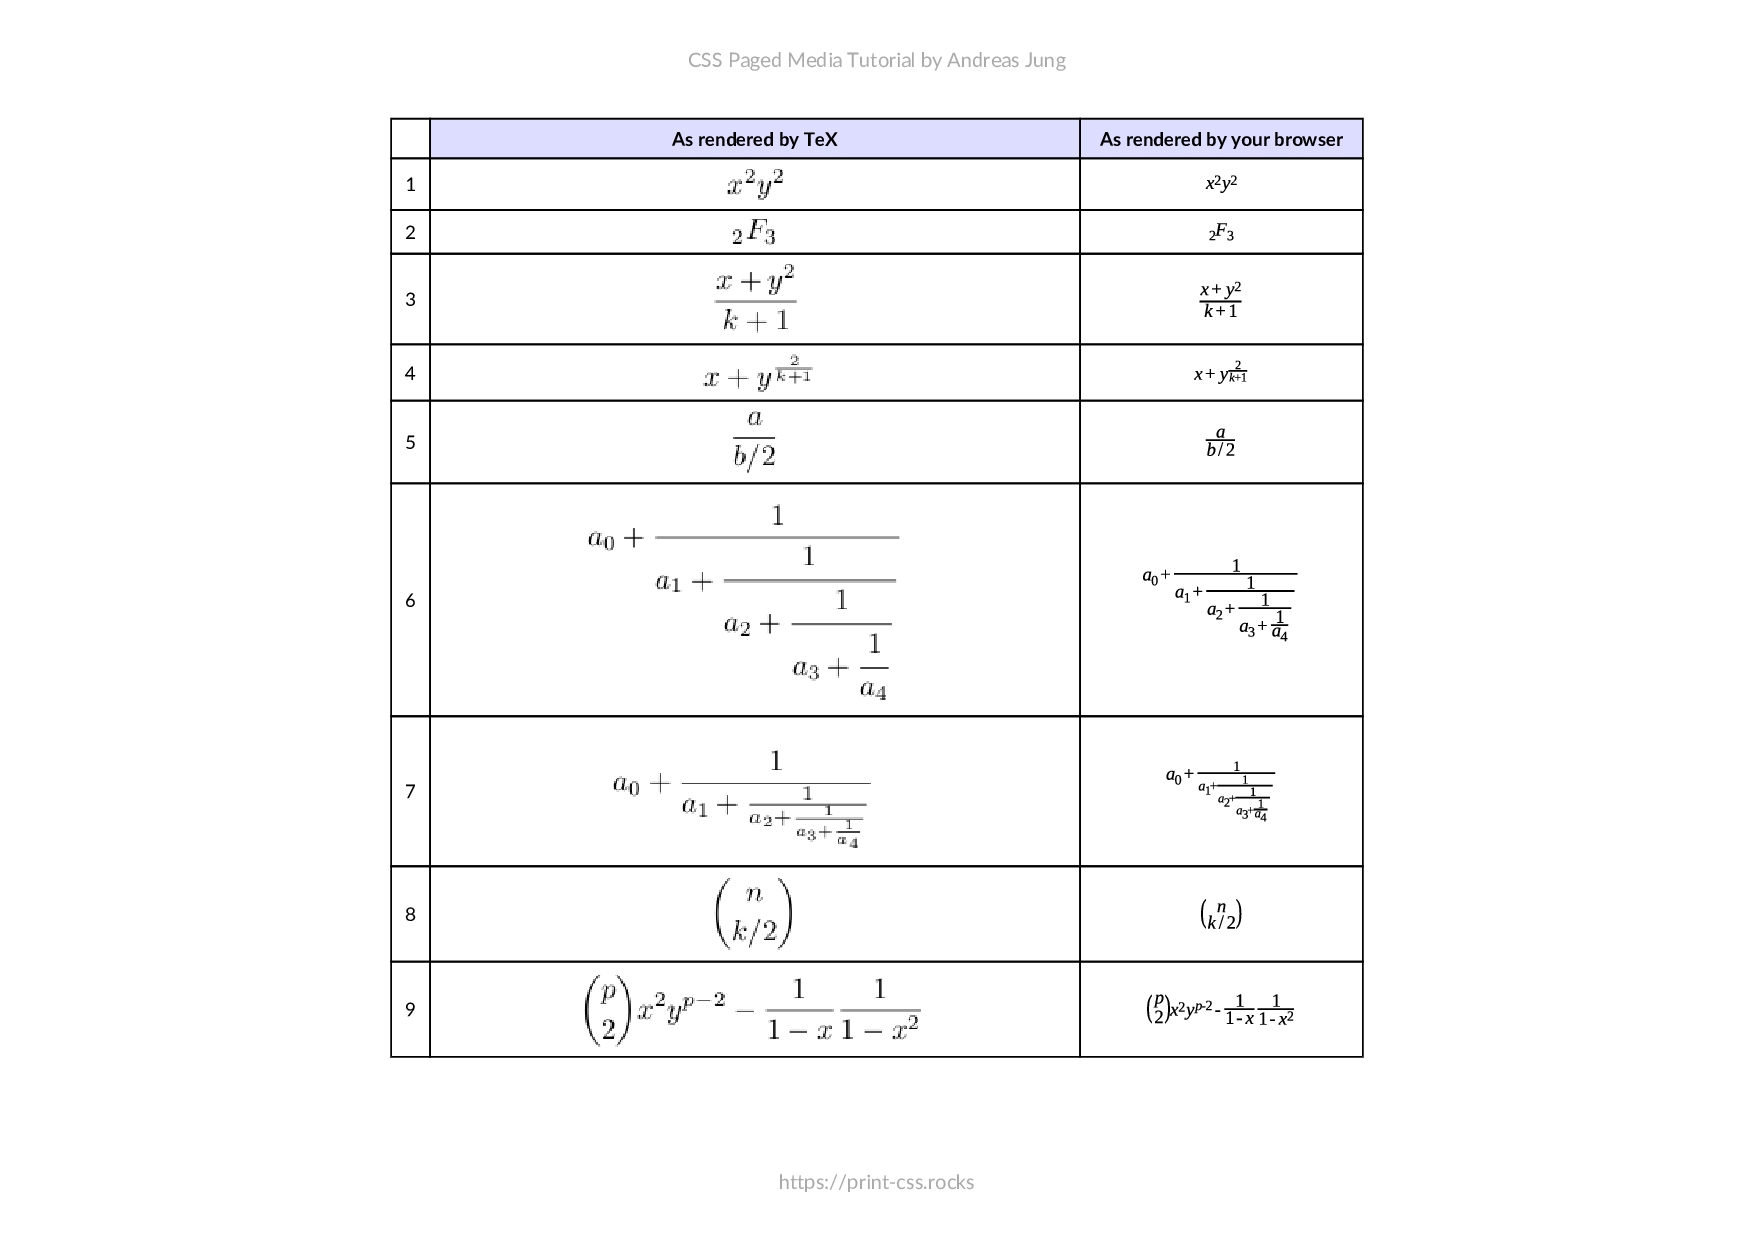 CSS Paged Media Tutorial by Andreas Jung
As rendered by TeX As rendered by your browser
1 $x^2y^2$ $x^2y^2$
2 ${}_2F_3$ ${}_2F_3$
3 $\frac{x+y^2}{k+1}$ $\frac{x+y^2}{k+1}$
4 $x+y^{\frac{2}{k+1}}$ $x+y^{\frac{2}{k+1}}$
5 $\frac{a}{b/2}$ $\frac{a}{b/2}$
6 $a_0+\cfrac{1}{a_1+\cfrac{1}{a_2+\cfrac{1}{a_3+\cfrac{1}{a_4}}}}$ $a_0+\cfrac{1}{a_1+\cfrac{1}{a_2+\cfrac{1}{a_3+\cfrac{1}{a_4}}}}$
7 $a_0+\frac{1}{a_1+\frac{1}{a_2+\frac{1}{a_3+\frac{1}{a_4}}}}$ $a_0+\frac{1}{a_1+\frac{1}{a_2+\frac{1}{a_3+\frac{1}{a_4}}}}$
8 $\binom{n}{k/2}$ $\binom{n}{k/2}$
9 $\binom{p}{2}x^2y^{p-2}-\frac{1}{1-x}\frac{1}{1-x^2}$ $\binom{p}{2}x^2y^{p-2}-\frac{1}{1-x}\frac{1}{1-x^2}$
https://print-css.rocks